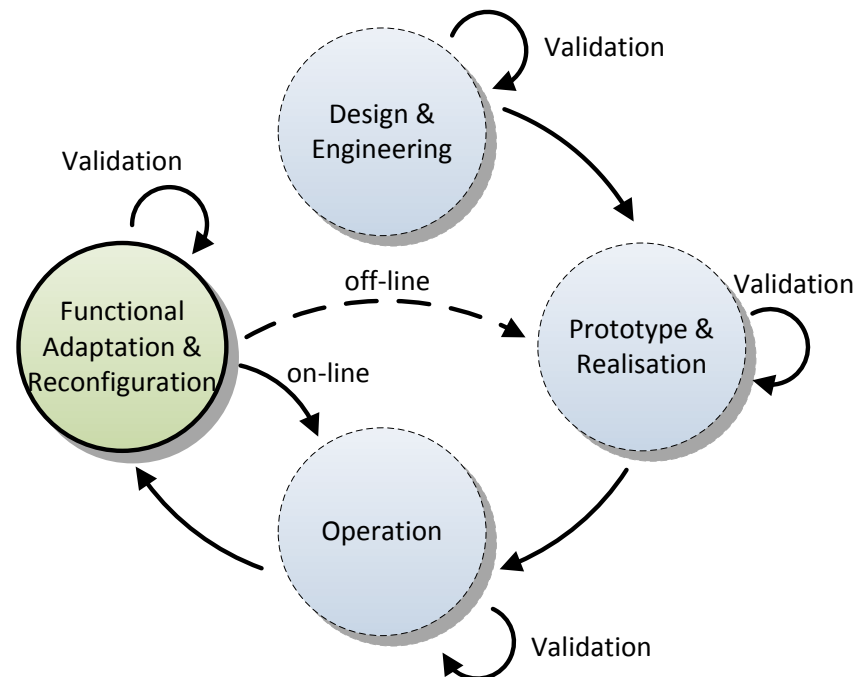 Validation
Design &
Engineering
Validation
off-line
Validation
Functional
Adaptation &
Reconfiguration
Prototype &
Realisation
on-line
Operation
Validation